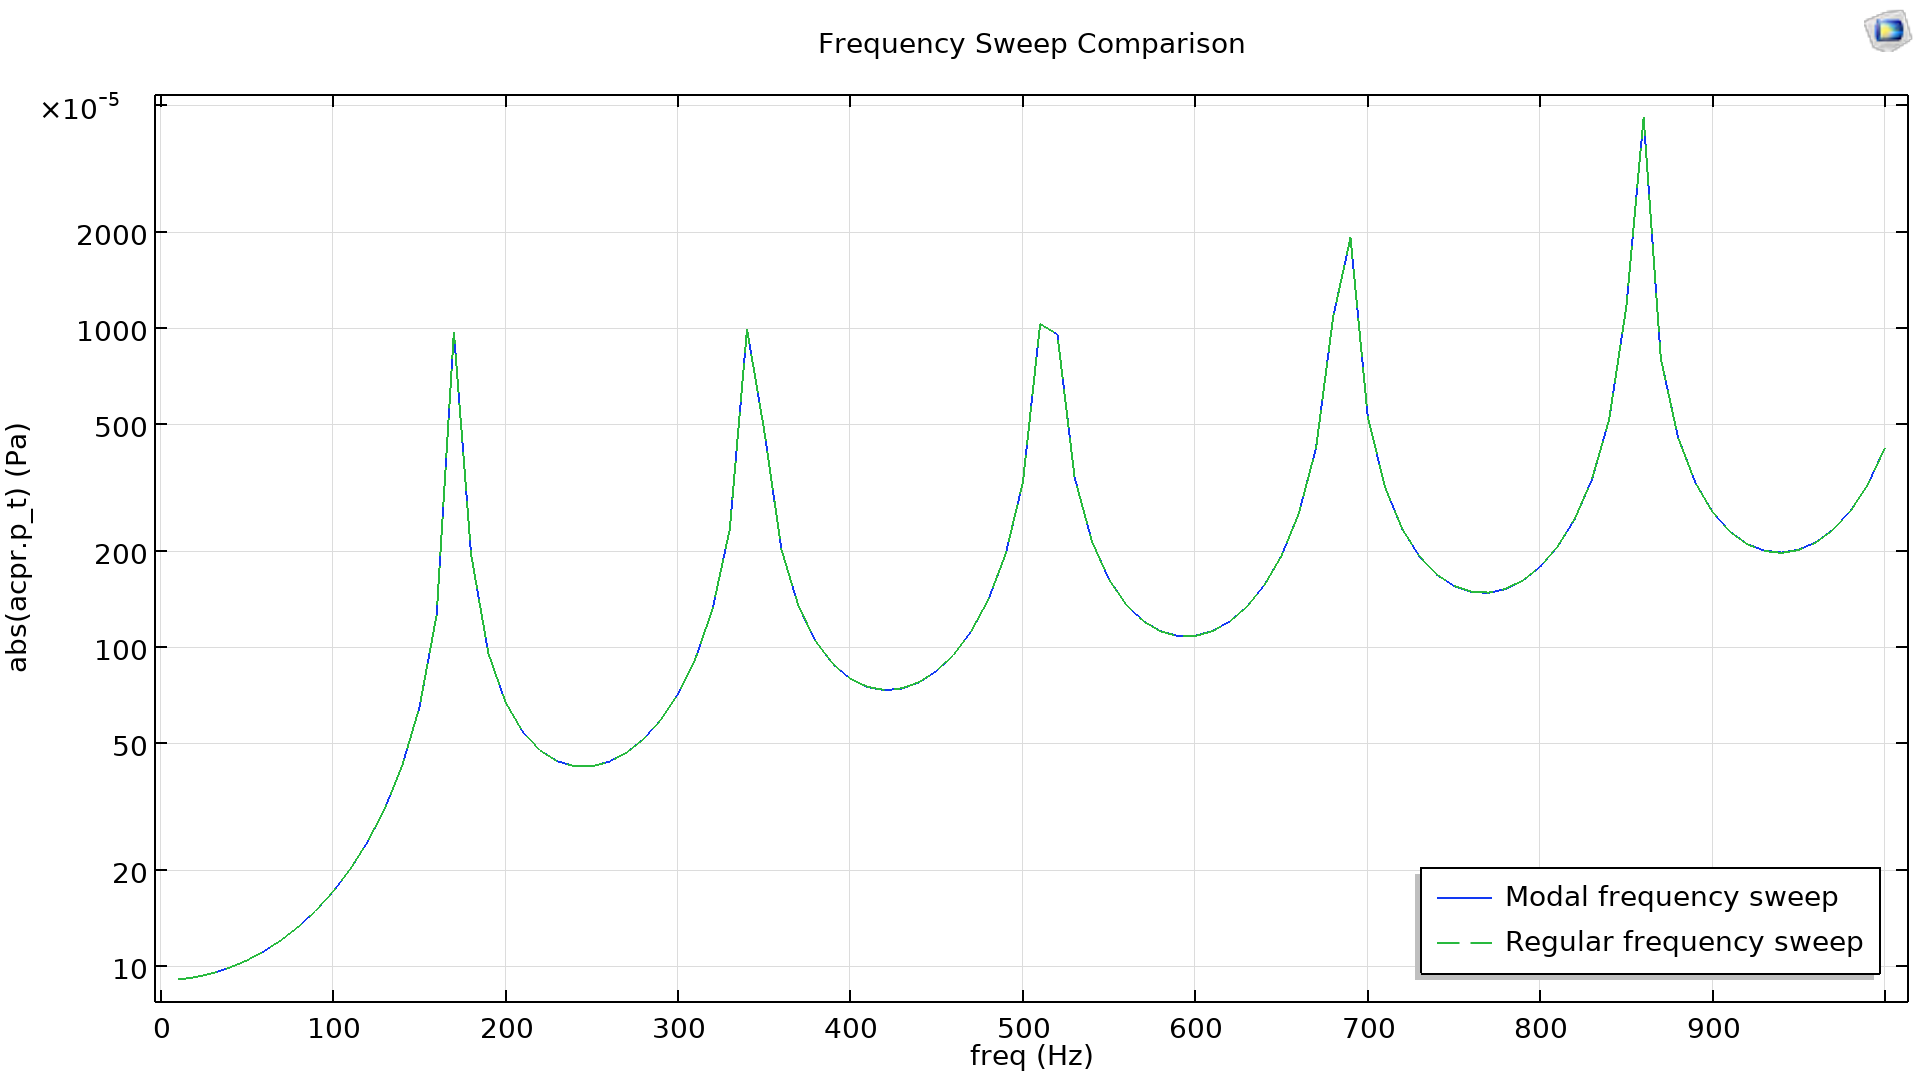 Frequency Sweep Comparison
×10⁻⁵
2000
1000
500
200
100
50
20
10
abs(acpr.p_t) (Pa)
Modal frequency sweep
Regular frequency sweep
0 100 200 300 400 500 600 700 800 900
freq (Hz)